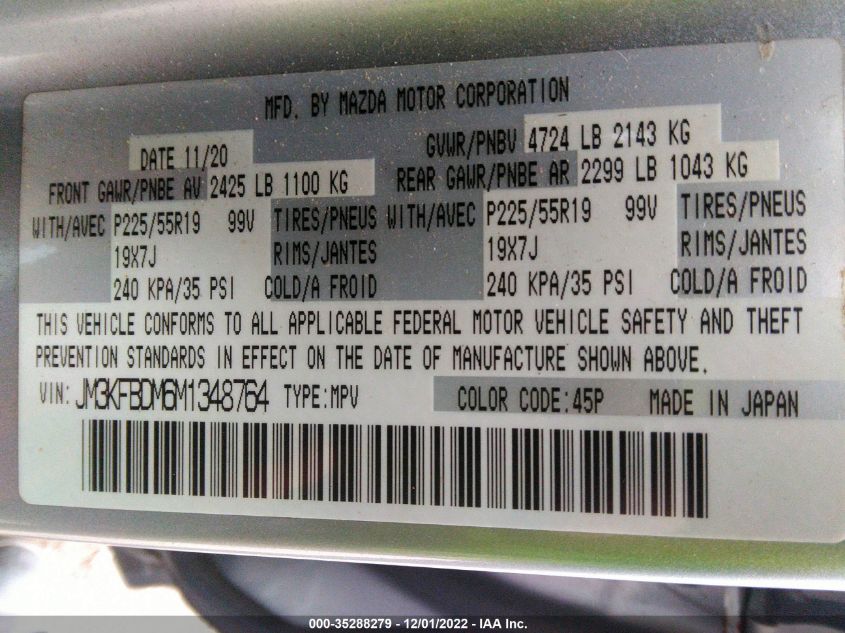 MFD. BY MAZDA MOTOR CORPORATION
DATE 11/20 GVWR/PNBV 4724 LB 2143 KG
FRONT GAWR/PNBE AV 2425 LB 1100 KG REAR GAWR/PNBE AR 2299 LB 1043 KG
WITH/AVEC P225/55R19 99V TIRES/PNEUS WITH/AVEC P225/55R19 99V TIRES/PNEUS
19X7J RIMS/JANTES 19X7J RIMS/JANTES
240 KPA/35 PSI COLD/A FROID 240 KPA/35 PSI COLD/A FROID
THIS VEHICLE CONFORMS TO ALL APPLICABLE FEDERAL MOTOR VEHICLE SAFETY AND THEFT
PREVENTION STANDARDS IN EFFECT ON THE DATE OF MANUFACTURE SHOWN ABOVE.
VIN: JM3KFBDM6M1348764 TYPE:MPV COLOR CODE:45P MADE IN JAPAN
000-35288279 - 12/01/2022 - IAA Inc.